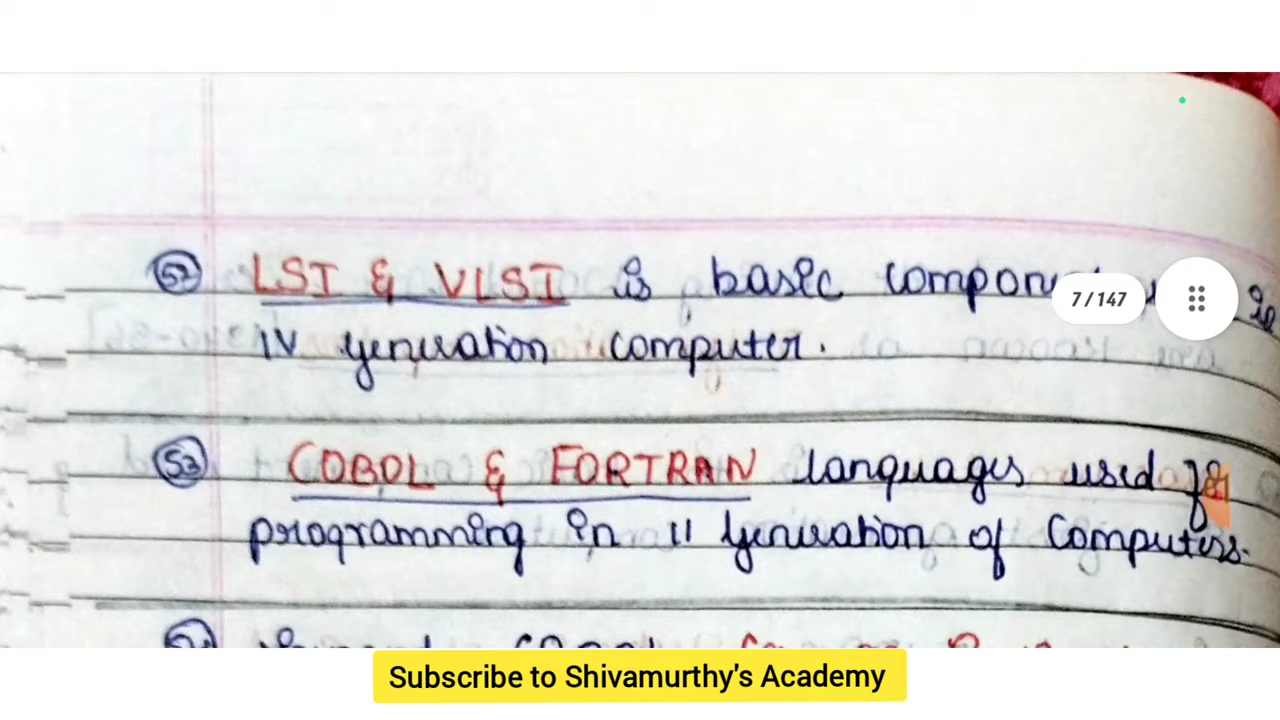 52 LSI & VLSI is basic in
IV generation computer.
7/147
53 COBOL & FORTRAN languages used for
programming in II Generation of Computers.
Subscribe to Shivamurthy's Academy